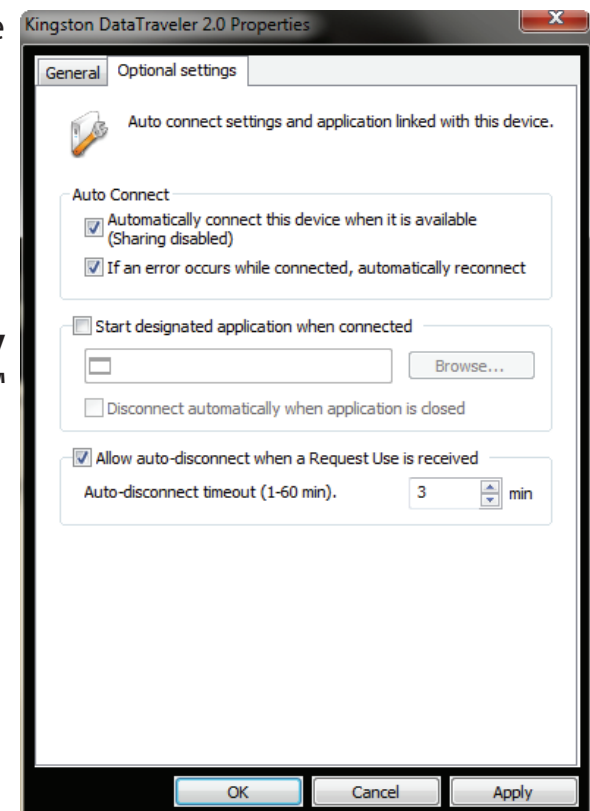 e
Kingston DataTraveler 2.0 Properties
General
Optional settings
Auto connect settings and application linked with this device.
Auto Connect
Automatically connect this device when it is available
(Sharing disabled)
If an error occurs while connected, automatically reconnect
Start designated application when connected
Browse...
Disconnect automatically when application is closed
Allow auto-disconnect when a Request Use is received
Auto-disconnect timeout (1-60 min).
3
min
OK
Cancel
Apply